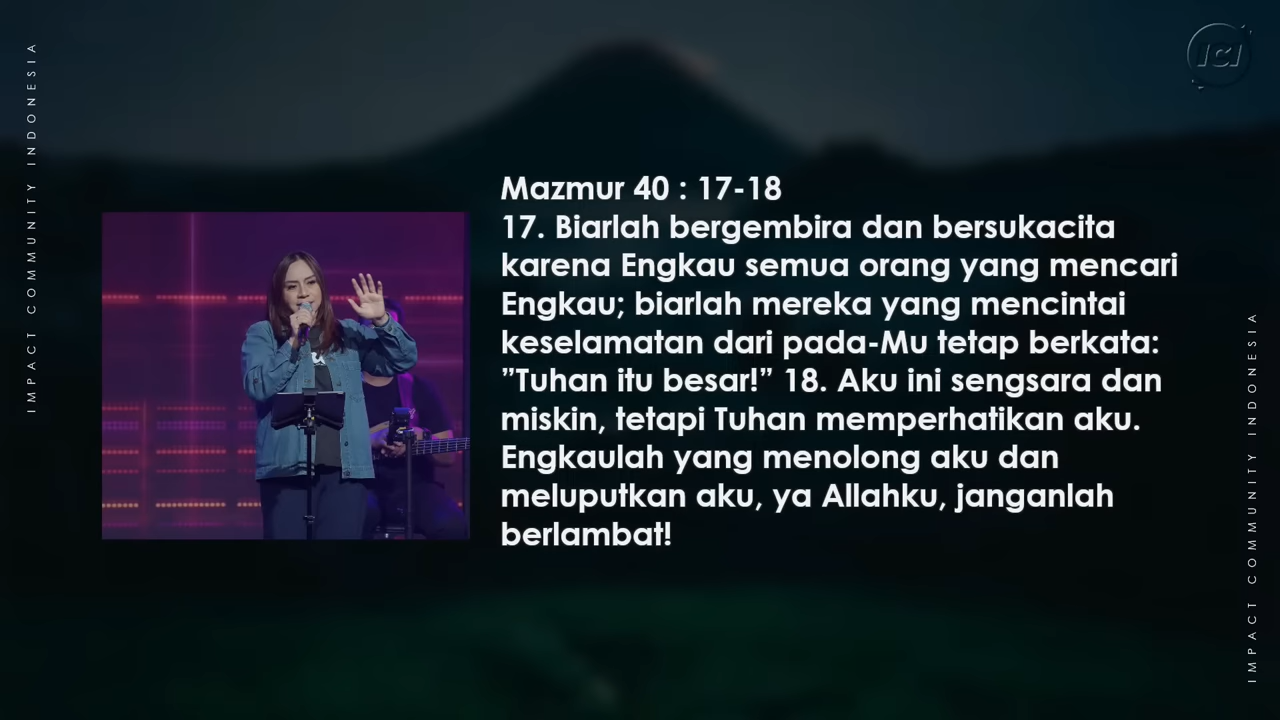 IMPACT COMMUNITY INDONESIA
ICI
Mazmur 40 : 17-18
17. Biarlah bergembira dan bersukacita
karena Engkau semua orang yang mencari
Engkau; biarlah mereka yang mencintai
keselamatan dari pada-Mu tetap berkata:
”Tuhan itu besar!” 18. Aku ini sengsara dan
miskin, tetapi Tuhan memperhatikan aku.
Engkaulah yang menolong aku dan
meluputkan aku, ya Allahku, janganlah
berlambat!
IMPACT COMMUNITY INDONESIA